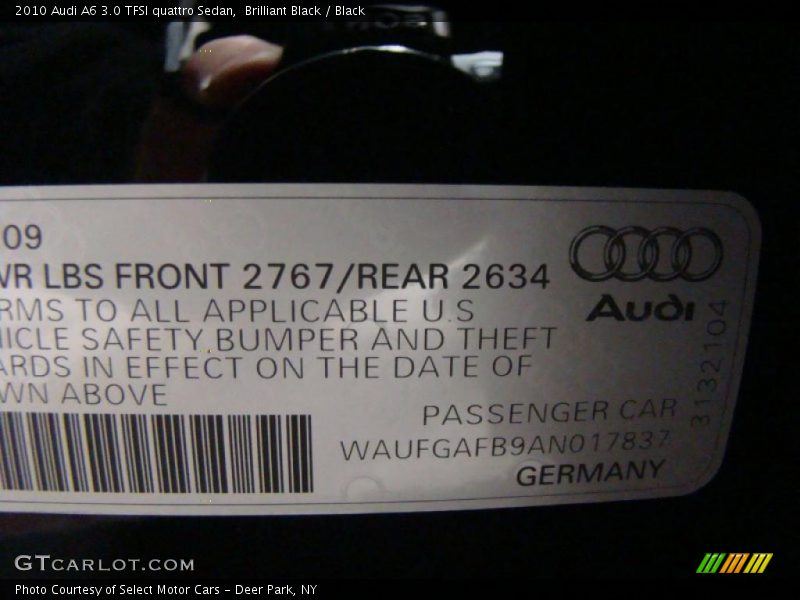 2010 Audi A6 3.0 TFSI quattro Sedan,  Brilliant Black / Black
09
WR LBS FRONT 2767/REAR 2634
RMS TO ALL APPLICABLE U.S
HICLE SAFETY.BUMPER AND THEFT
ARDS IN EFFECT ON THE DATE OF
WN ABOVE
Audi
3132104
PASSENGER CAR
WAUFGAFB9AN017837
GERMANY
GTCARLOT.COM
Photo Courtesy of Select Motor Cars - Deer Park, NY